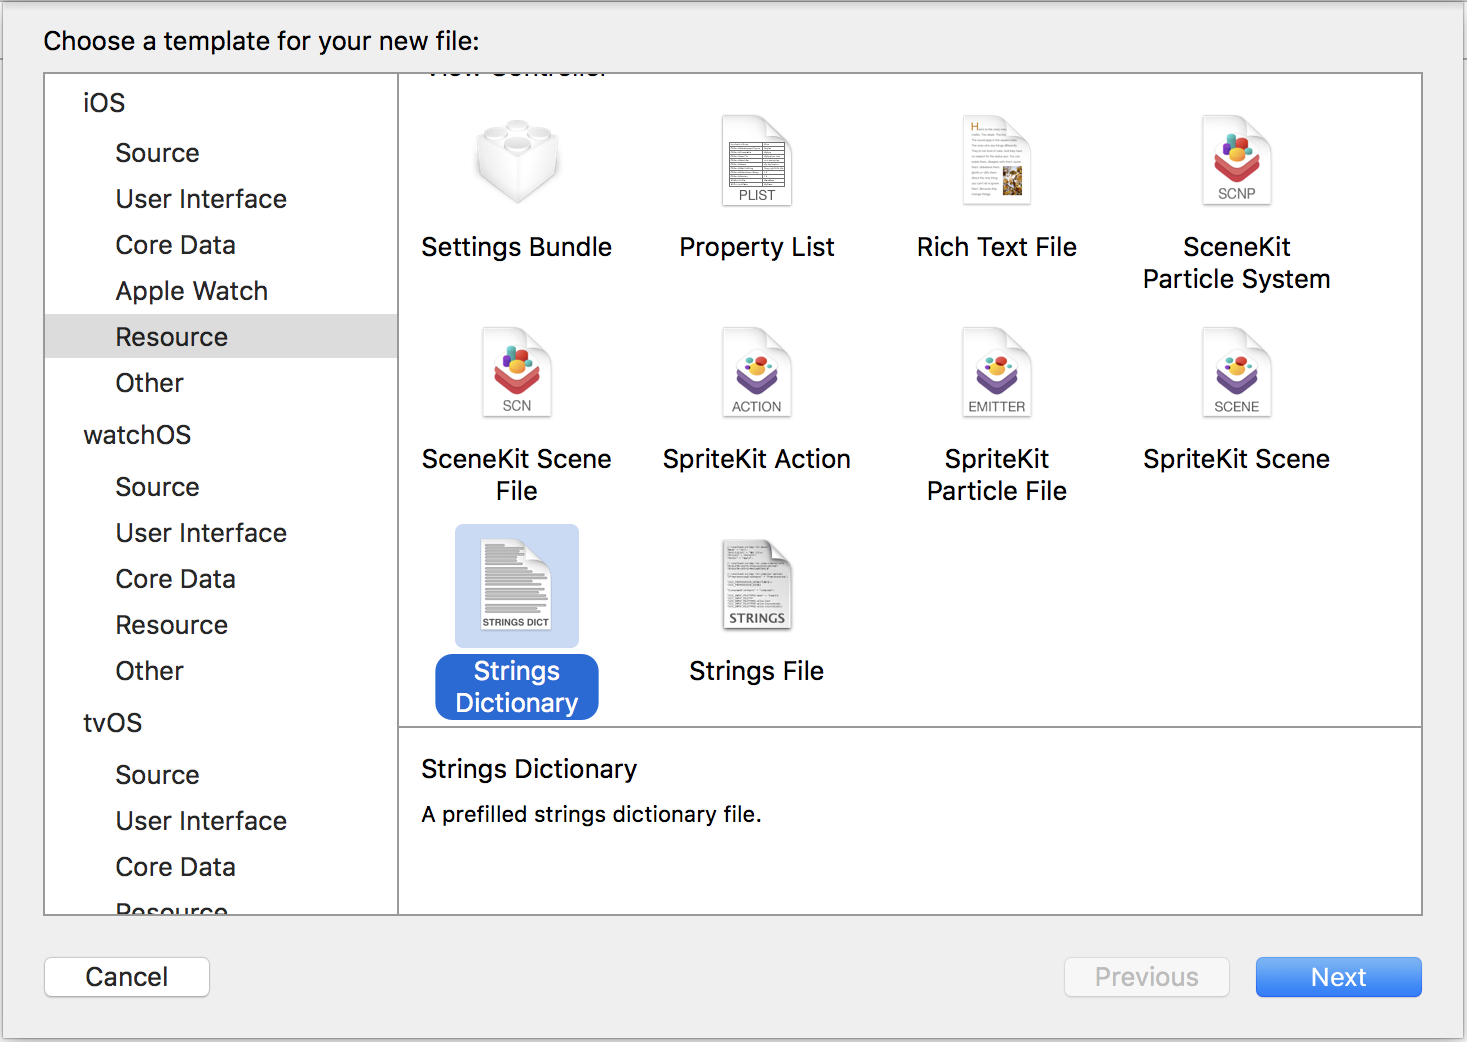 Choose a template for your new file:
iOS
Source
User Interface
Core Data
Apple Watch
Resource
Other
watchOS
Source
User Interface
Core Data
Resource
Other
tvOS
Source
User Interface
Core Data
Resource
View Controller
PLIST
SCNP
Settings Bundle
Property List
Rich Text File
SceneKit
Particle System
SCN
ACTION
EMITTER
SCENE
SceneKit Scene
File
SpriteKit Action
SpriteKit
Particle File
SpriteKit Scene
STRINGS DICT
STRINGS
Strings
Dictionary
Strings File
Strings Dictionary
A prefilled strings dictionary file.
Cancel
Previous
Next